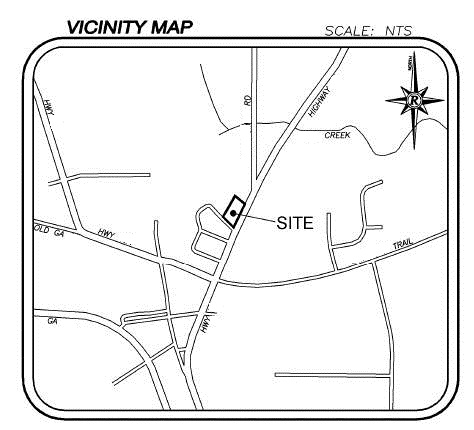 VICINITY MAP
SCALE: NTS
NORTH
R
HWY
RD
HIGHWAY
CREEK
SITE
OLD GA
HWY
TRAIL
GA
HWY